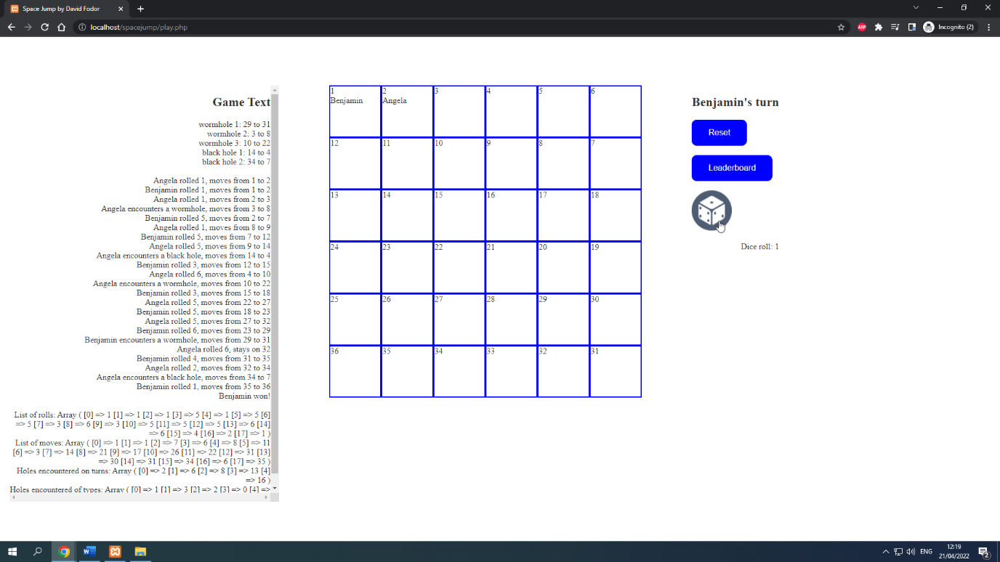 Space Jump by David Fodor
localhost/spacejump/play.php
ABP
Incognito (2)
Game Text
wormhole 1: 29 to 31
wormhole 2: 3 to 8
wormhole 3: 10 to 22
black hole 1: 14 to 4
black hole 2: 34 to 7
Angela rolled 1, moves from 1 to 2
Benjamin rolled 1, moves from 1 to 2
Angela rolled 1, moves from 2 to 3
Angela encounters a wormhole, moves from 3 to 8
Benjamin rolled 5, moves from 2 to 7
Angela rolled 1, moves from 8 to 9
Benjamin rolled 5, moves from 7 to 12
Angela rolled 5, moves from 9 to 14
Angela encounters a black hole, moves from 14 to 4
Benjamin rolled 3, moves from 12 to 15
Angela rolled 6, moves from 4 to 10
Angela encounters a wormhole, moves from 10 to 22
Benjamin rolled 3, moves from 15 to 18
Angela rolled 5, moves from 22 to 27
Benjamin rolled 5, moves from 18 to 23
Angela rolled 5, moves from 27 to 32
Benjamin rolled 6, moves from 23 to 29
Benjamin encounters a wormhole, moves from 29 to 31
Angela rolled 6, stays on 32
Benjamin rolled 4, moves from 31 to 35
Angela rolled 2, moves from 32 to 34
Angela encounters a black hole, moves from 34 to 7
Benjamin rolled 1, moves from 35 to 36
Benjamin won!
List of rolls: Array ( [0] => 1 [1] => 1 [2] => 1 [3] => 5 [4] => 1 [5] => 5 [6]
=> 5 [7] => 3 [8] => 6 [9] => 3 [10] => 5 [11] => 5 [12] => 5 [13] => 6 [14]
=> 6 [15] => 4 [16] => 2 [17] => 1 )
List of moves: Array ( [0] => 1 [1] => 1 [2] => 7 [3] => 6 [4] => 8 [5] => 11
[6] => 3 [7] => 14 [8] => 21 [9] => 17 [10] => 26 [11] => 22 [12] => 31 [13]
=> 30 [14] => 31 [15] => 34 [16] => 6 [17] => 35 )
Holes encountered on turns: Array ( [0] => 2 [1] => 6 [2] => 8 [3] => 13 [4]
=> 16 )
Holes encountered of types: Array ( [0] => 1 [1] => 3 [2] => 2 [3] => 0 [4] =>
1 2 3 4 5 6
Benjamin Angela
12 11 10 9 8 7
13 14 15 16 17 18
24 23 22 21 20 19
25 26 27 28 29 30
36 35 34 33 32 31
Benjamin's turn
Reset
Leaderboard
Dice roll: 1
ENG
12:19
21/04/2022
2